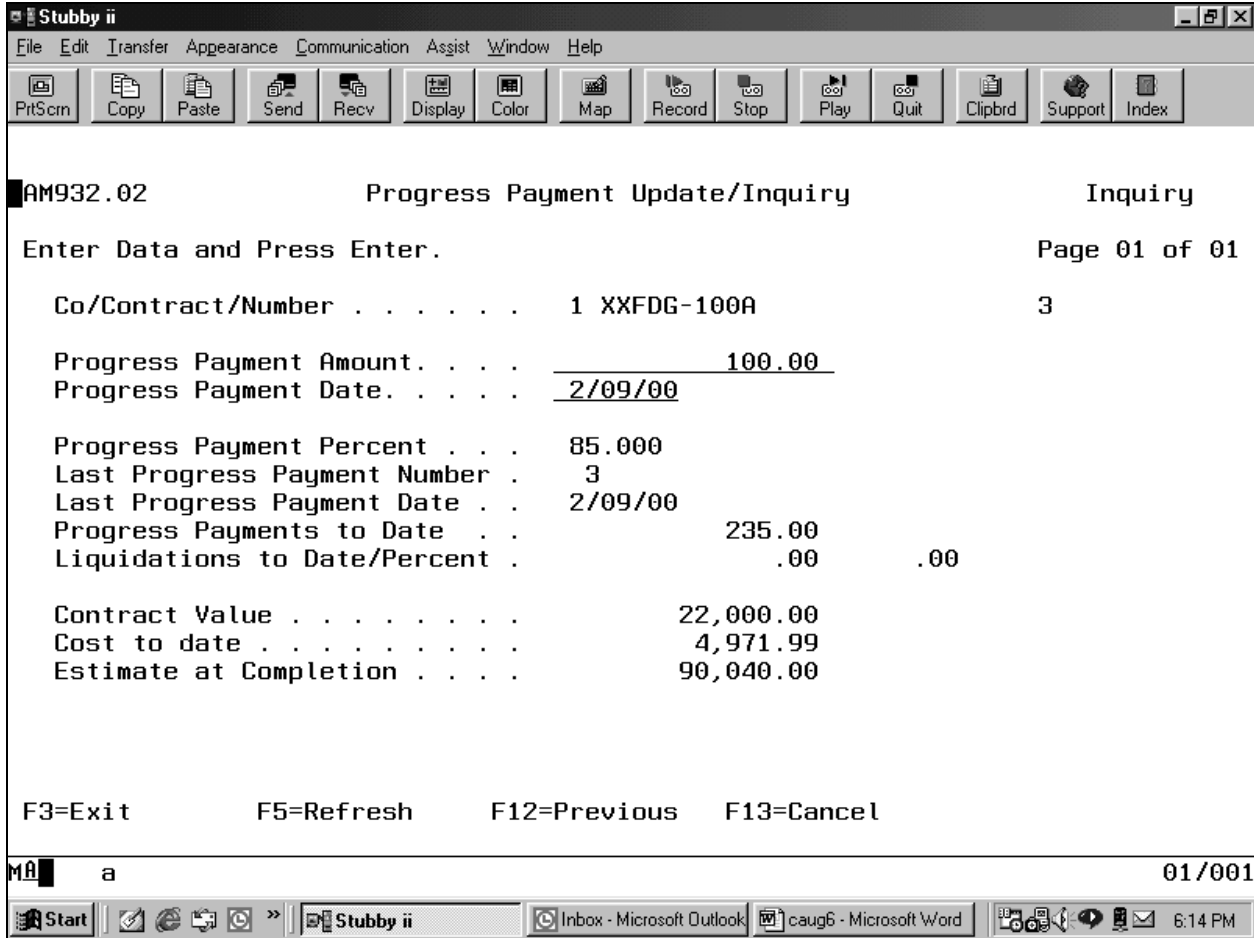 Stubby ii
File Edit Transfer Appearance Communication Assist Window Help
PrtScrn Copy Paste Send Recv Display Color Map Record Stop Play Quit Clipbrd Support Index
AM932.02 Progress Payment Update/Inquiry Inquiry
Enter Data and Press Enter. Page 01 of 01
Co/Contract/Number . . . . . . 1 XXFDG-100A 3
Progress Payment Amount. . . . 100.00
Progress Payment Date. . . . . 2/09/00
Progress Payment Percent . . . 85.000
Last Progress Payment Number . 3
Last Progress Payment Date . . 2/09/00
Progress Payments to Date . . 235.00
Liquidations to Date/Percent . .00 .00
Contract Value . . . . . . . . 22,000.00
Cost to date . . . . . . . . . 4,971.99
Estimate at Completion . . . . 90,040.00
F3=Exit F5=Refresh F12=Previous F13=Cancel
MA a 01/001
Start » Stubby ii Inbox - Microsoft Outlook caug6 - Microsoft Word 6:14 PM